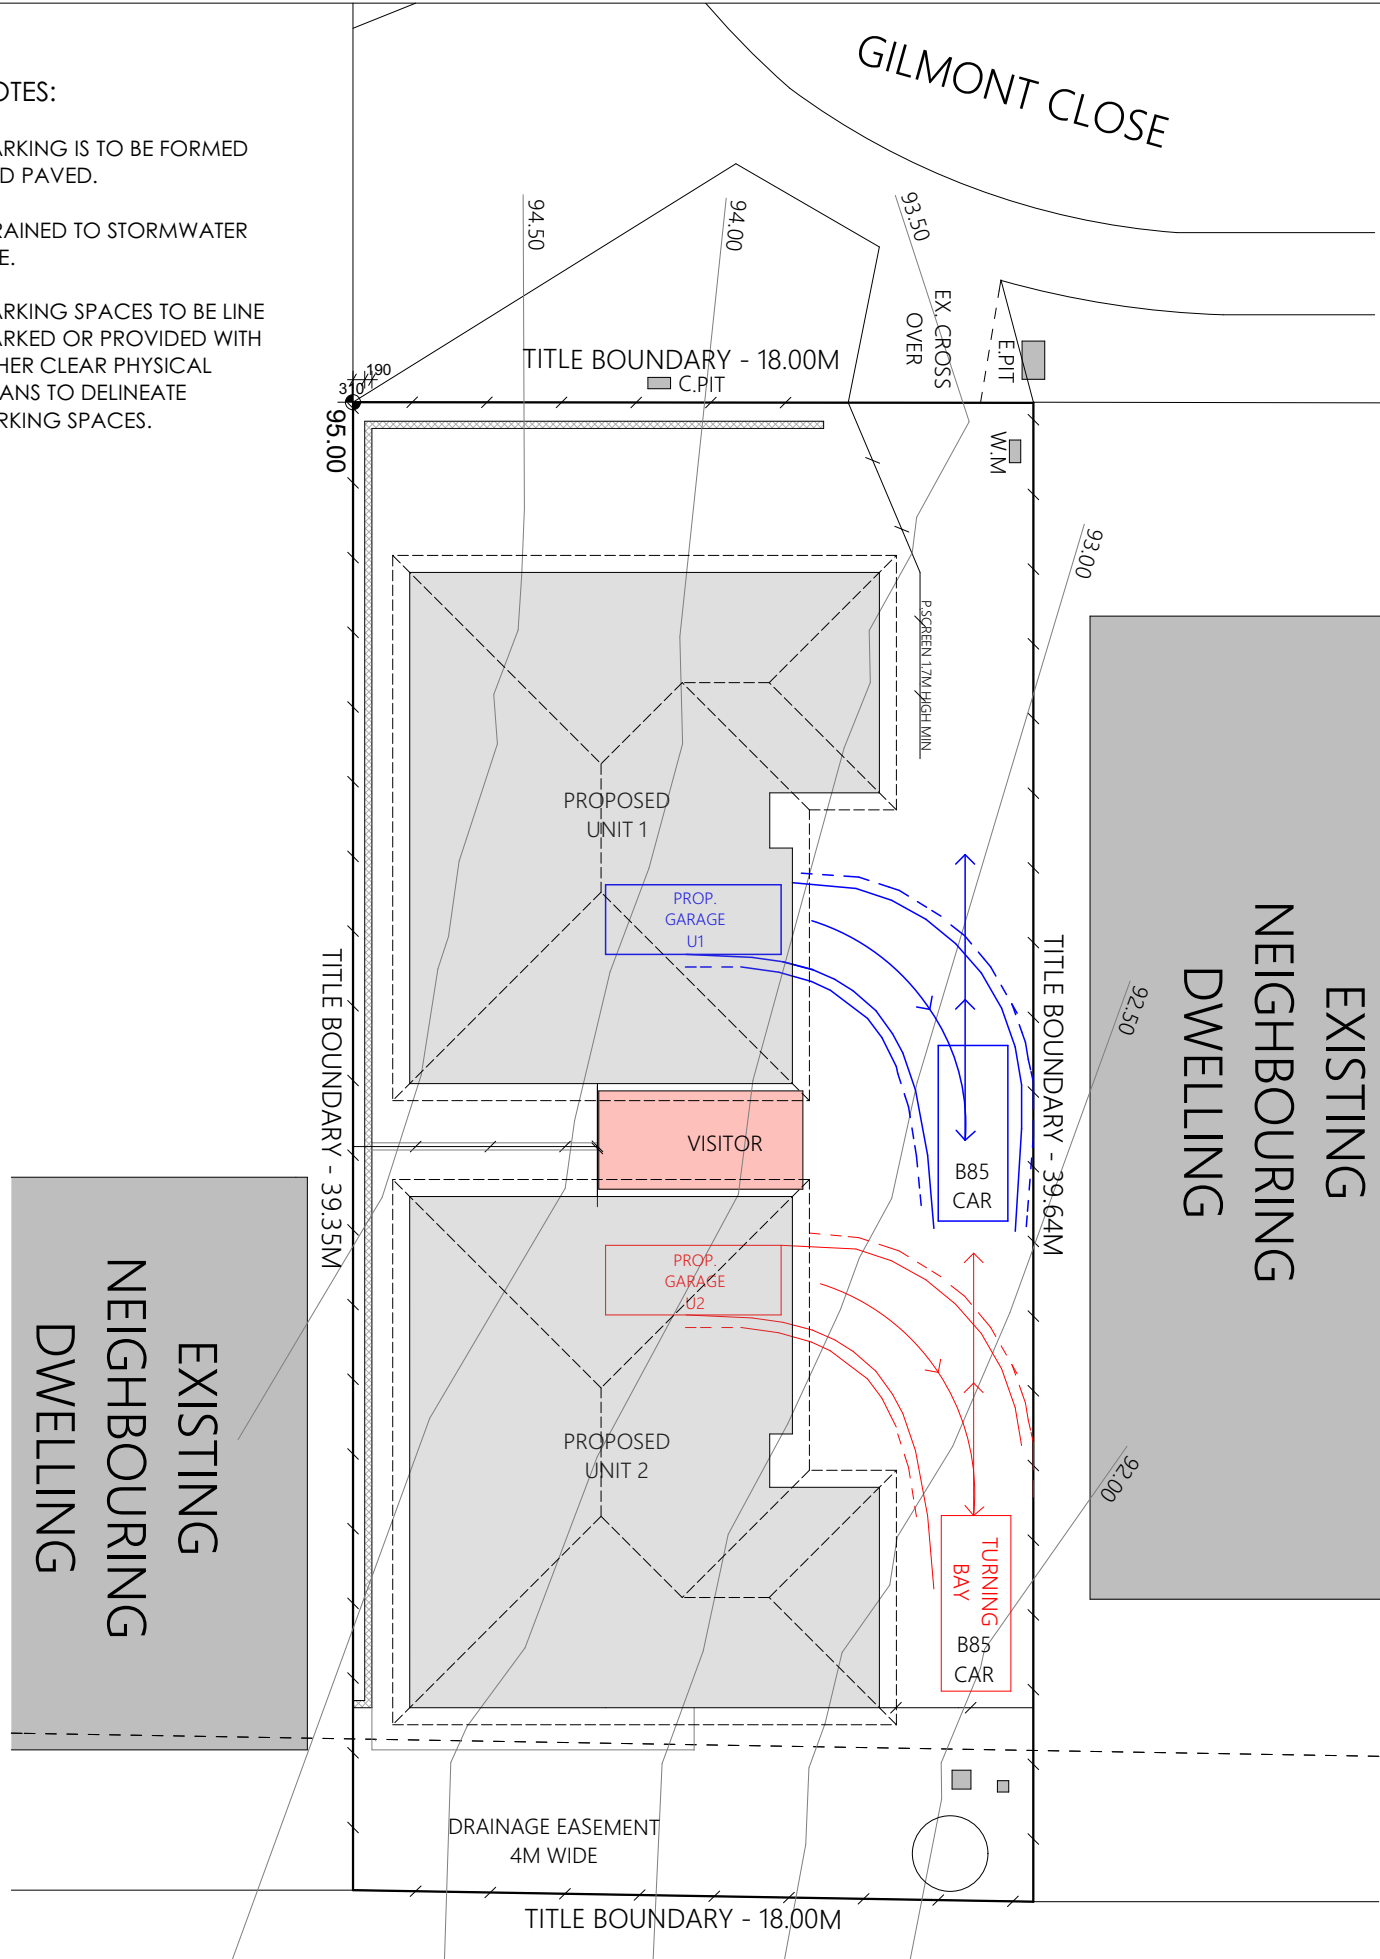 GILMONT CLOSE
OTES:
ARKING IS TO BE FORMED
D PAVED.
RAINED TO STORMWATER
E.
ARKING SPACES TO BE LINE
ARKED OR PROVIDED WITH
HER CLEAR PHYSICAL
ANS TO DELINEATE
RKING SPACES.
94.50
94.00
93.50
EX. CROSS
OVER
E.PIT
TITLE BOUNDARY - 18.00M
C.PIT
190
310
95.00
W.M
93.00
P.SCREEN 1.7M HIGH MIN
PROPOSED
UNIT 1
PROP.
GARAGE
U1
TITLE BOUNDARY - 39.35M
TITLE BOUNDARY - 39.64M
92.50
EXISTING
NEIGHBOURING
DWELLING
VISITOR
B85
CAR
PROP.
GARAGE
U2
EXISTING
NEIGHBOURING
DWELLING
PROPOSED
UNIT 2
92.00
TURNING
BAY
B85
CAR
DRAINAGE EASEMENT
4M WIDE
TITLE BOUNDARY - 18.00M